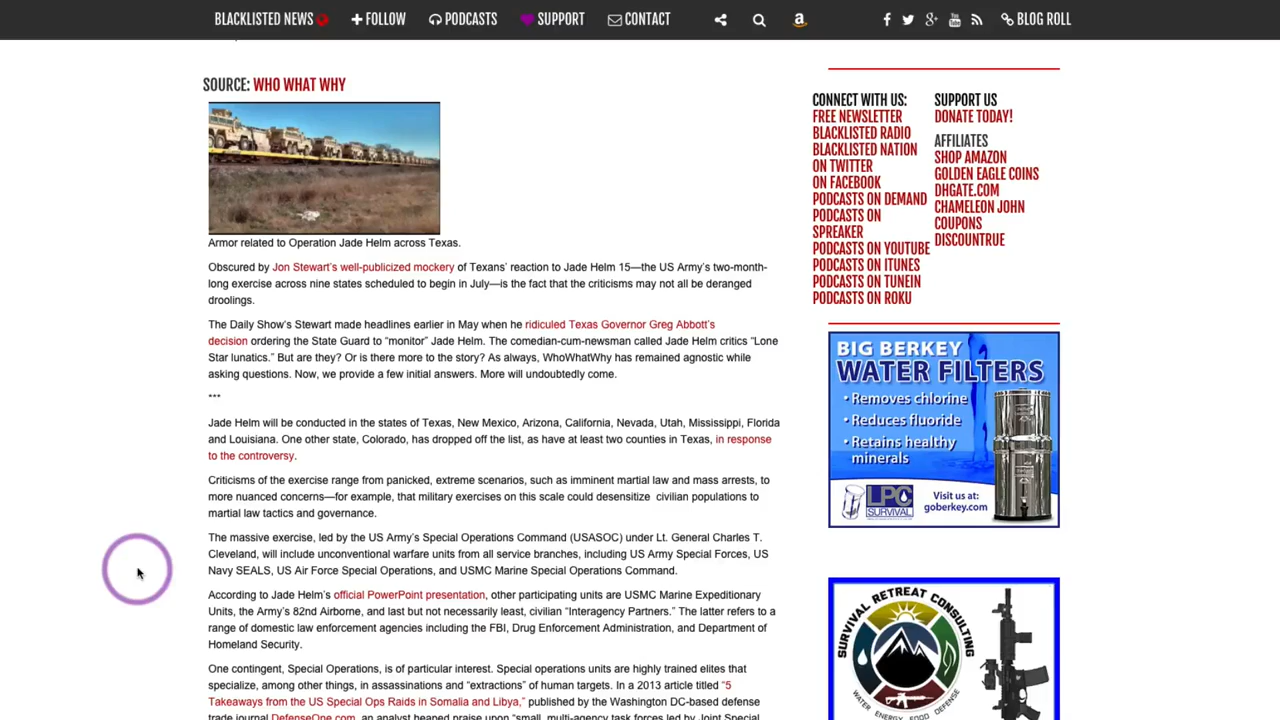 BLACKLISTED NEWS FOLLOW PODCASTS SUPPORT CONTACT a BLOG ROLL
SOURCE: WHO WHAT WHY
Armor related to Operation Jade Helm across Texas.
Obscured by Jon Stewart's well-publicized mockery of Texans' reaction to Jade Helm 15—the US Army's two-month-
long exercise across nine states scheduled to begin in July—is the fact that the criticisms may not all be deranged
droolings.
The Daily Show's Stewart made headlines earlier in May when he ridiculed Texas Governor Greg Abbott's
decision ordering the State Guard to “monitor” Jade Helm. The comedian-cum-newsman called Jade Helm critics “Lone
Star lunatics.” But are they? Or is there more to the story? As always, WhoWhatWhy has remained agnostic while
asking questions. Now, we provide a few initial answers. More will undoubtedly come.
***
Jade Helm will be conducted in the states of Texas, New Mexico, Arizona, California, Nevada, Utah, Mississippi, Florida
and Louisiana. One other state, Colorado, has dropped off the list, as have at least two counties in Texas, in response
to the controversy.
Criticisms of the exercise range from panicked, extreme scenarios, such as imminent martial law and mass arrests, to
more nuanced concerns—for example, that military exercises on this scale could desensitize civilian populations to
martial law tactics and governance.
The massive exercise, led by the US Army's Special Operations Command (USASOC) under Lt. General Charles T.
Cleveland, will include unconventional warfare units from all service branches, including US Army Special Forces, US
Navy SEALS, US Air Force Special Operations, and USMC Marine Special Operations Command.
According to Jade Helm's official PowerPoint presentation, other participating units are USMC Marine Expeditionary
Units, the Army's 82nd Airborne, and last but not necessarily least, civilian “Interagency Partners.” The latter refers to a
range of domestic law enforcement agencies including the FBI, Drug Enforcement Administration, and Department of
Homeland Security.
One contingent, Special Operations, is of particular interest. Special operations units are highly trained elites that
specialize, among other things, in assassinations and “extractions” of human targets. In a 2013 article titled “5
Takeaways from the US Special Ops Raids in Somalia and Libya,” published by the Washington DC-based defense
trade journal DefenseOne.com, an analyst heaped praise upon “small, multi-agency task forces led by Joint Special
CONNECT WITH US:
FREE NEWSLETTER
BLACKLISTED RADIO
BLACKLISTED NATION
ON TWITTER
ON FACEBOOK
PODCASTS ON DEMAND
PODCASTS ON
SPREAKER
PODCASTS ON YOUTUBE
PODCASTS ON ITUNES
PODCASTS ON TUNEIN
PODCASTS ON ROKU
SUPPORT US
DONATE TODAY!
AFFILIATES
SHOP AMAZON
GOLDEN EAGLE COINS
DHGATE.COM
CHAMELEON JOHN
COUPONS
DISCOUNTRUE
BIG BERKEY
WATER FILTERS
• Removes chlorine
• Reduces fluoride
• Retains healthy
minerals
LPC
SURVIVAL
Visit us at:
goberkey.com
SURVIVAL RETREAT CONSULTING
WATER ENERGY FOOD DEFENSE